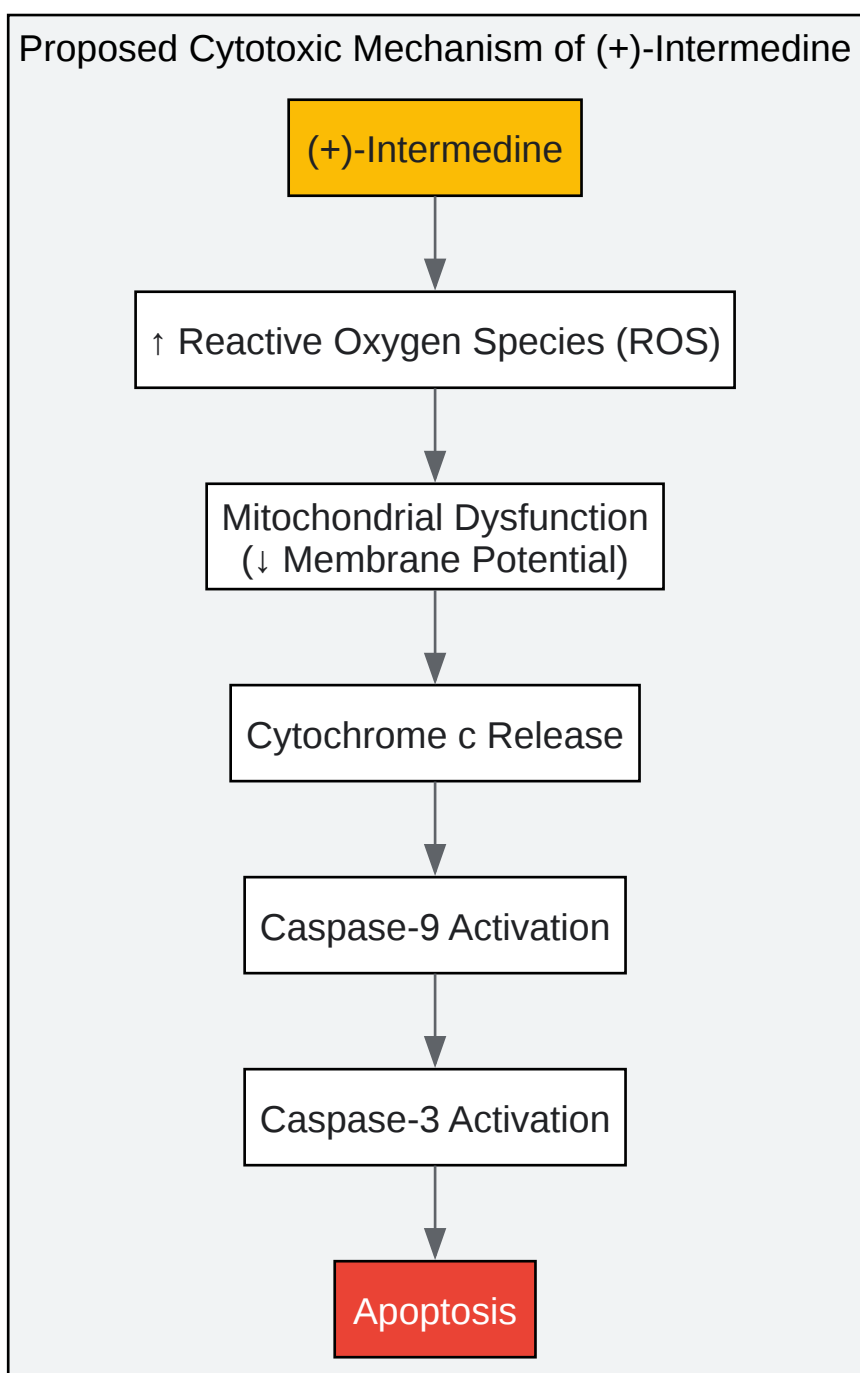 Proposed Cytotoxic Mechanism of (+)-Intermedine
(+)-Intermedine
↑ Reactive Oxygen Species (ROS)
Mitochondrial Dysfunction
(↓ Membrane Potential)
Cytochrome c Release
Caspase-9 Activation
Caspase-3 Activation
Apoptosis